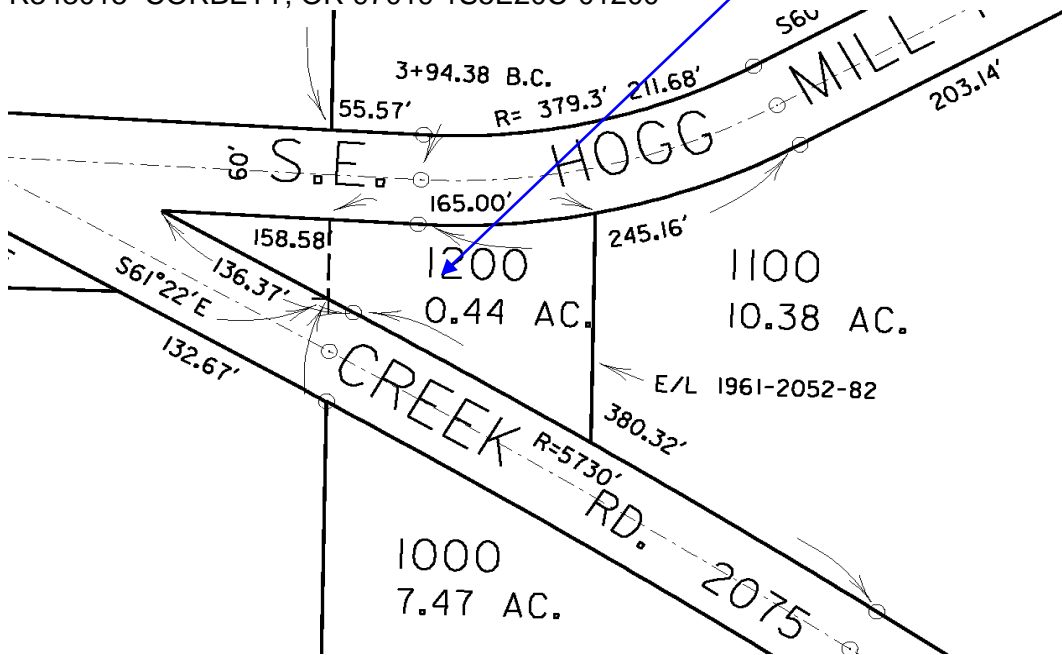 S60
3+94.38 B.C.
R= 379.3' 211.68'
55.57'
203.14'
60'
S.E. HOGG MILL
165.00'
158.58'
245.16'
136.37'
S61°22'E
1200
0.44 AC.
1100
10.38 AC.
132.67'
E/L 1961-2052-82
CREEK RD. 2075
R=5730'
380.32'
1000
7.47 AC.